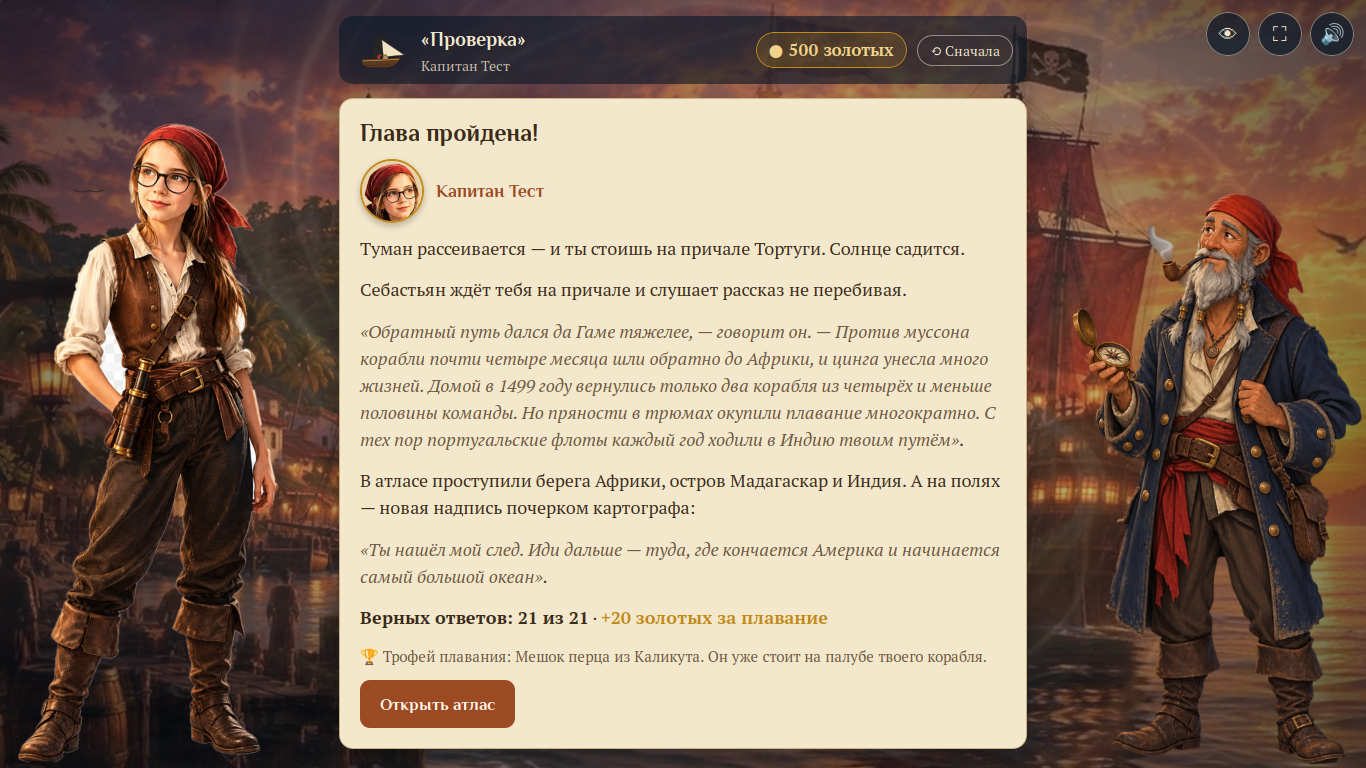 «Проверка»
Капитан Тест
500 золотых
⟲ Сначала
Глава пройдена!
Капитан Тест
Туман рассеивается — и ты стоишь на причале Тортуги. Солнце садится.
Себастьян ждёт тебя на причале и слушает рассказ не перебивая.
«Обратный путь дался да Гаме тяжелее, — говорит он. — Против муссона
корабли почти четыре месяца шли обратно до Африки, и цинга унесла много
жизней. Домой в 1499 году вернулись только два корабля из четырёх и меньше
половины команды. Но пряности в трюмах окупили плавание многократно. С
тех пор португальские флоты каждый год ходили в Индию твоим путём».
В атласе проступили берега Африки, остров Мадагаскар и Индия. А на полях
— новая надпись почерком картографа:
«Ты нашёл мой след. Иди дальше — туда, где кончается Америка и начинается
самый большой океан».
Верных ответов: 21 из 21 · +20 золотых за плавание
🏆 Трофей плавания: Мешок перца из Каликута. Он уже стоит на палубе твоего корабля.
Открыть атлас